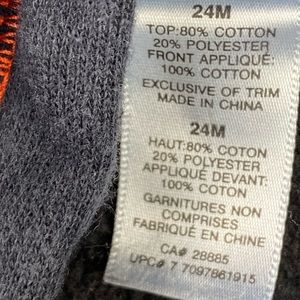 24M
TOP:80% COTTON
20% POLYESTER
FRONT APPLIQUÉ:
100% COTTON
EXCLUSIVE OF TRIM
MADE IN CHINA
24M
HAUT:80% COTON
20% POLYESTER
APPLIQUÉ DEVANT:
100% COTON
GARNITURES NON
COMPRISES
FABRIQUÉ EN CHINE
CA# 28885
UPC# 7 7097861915